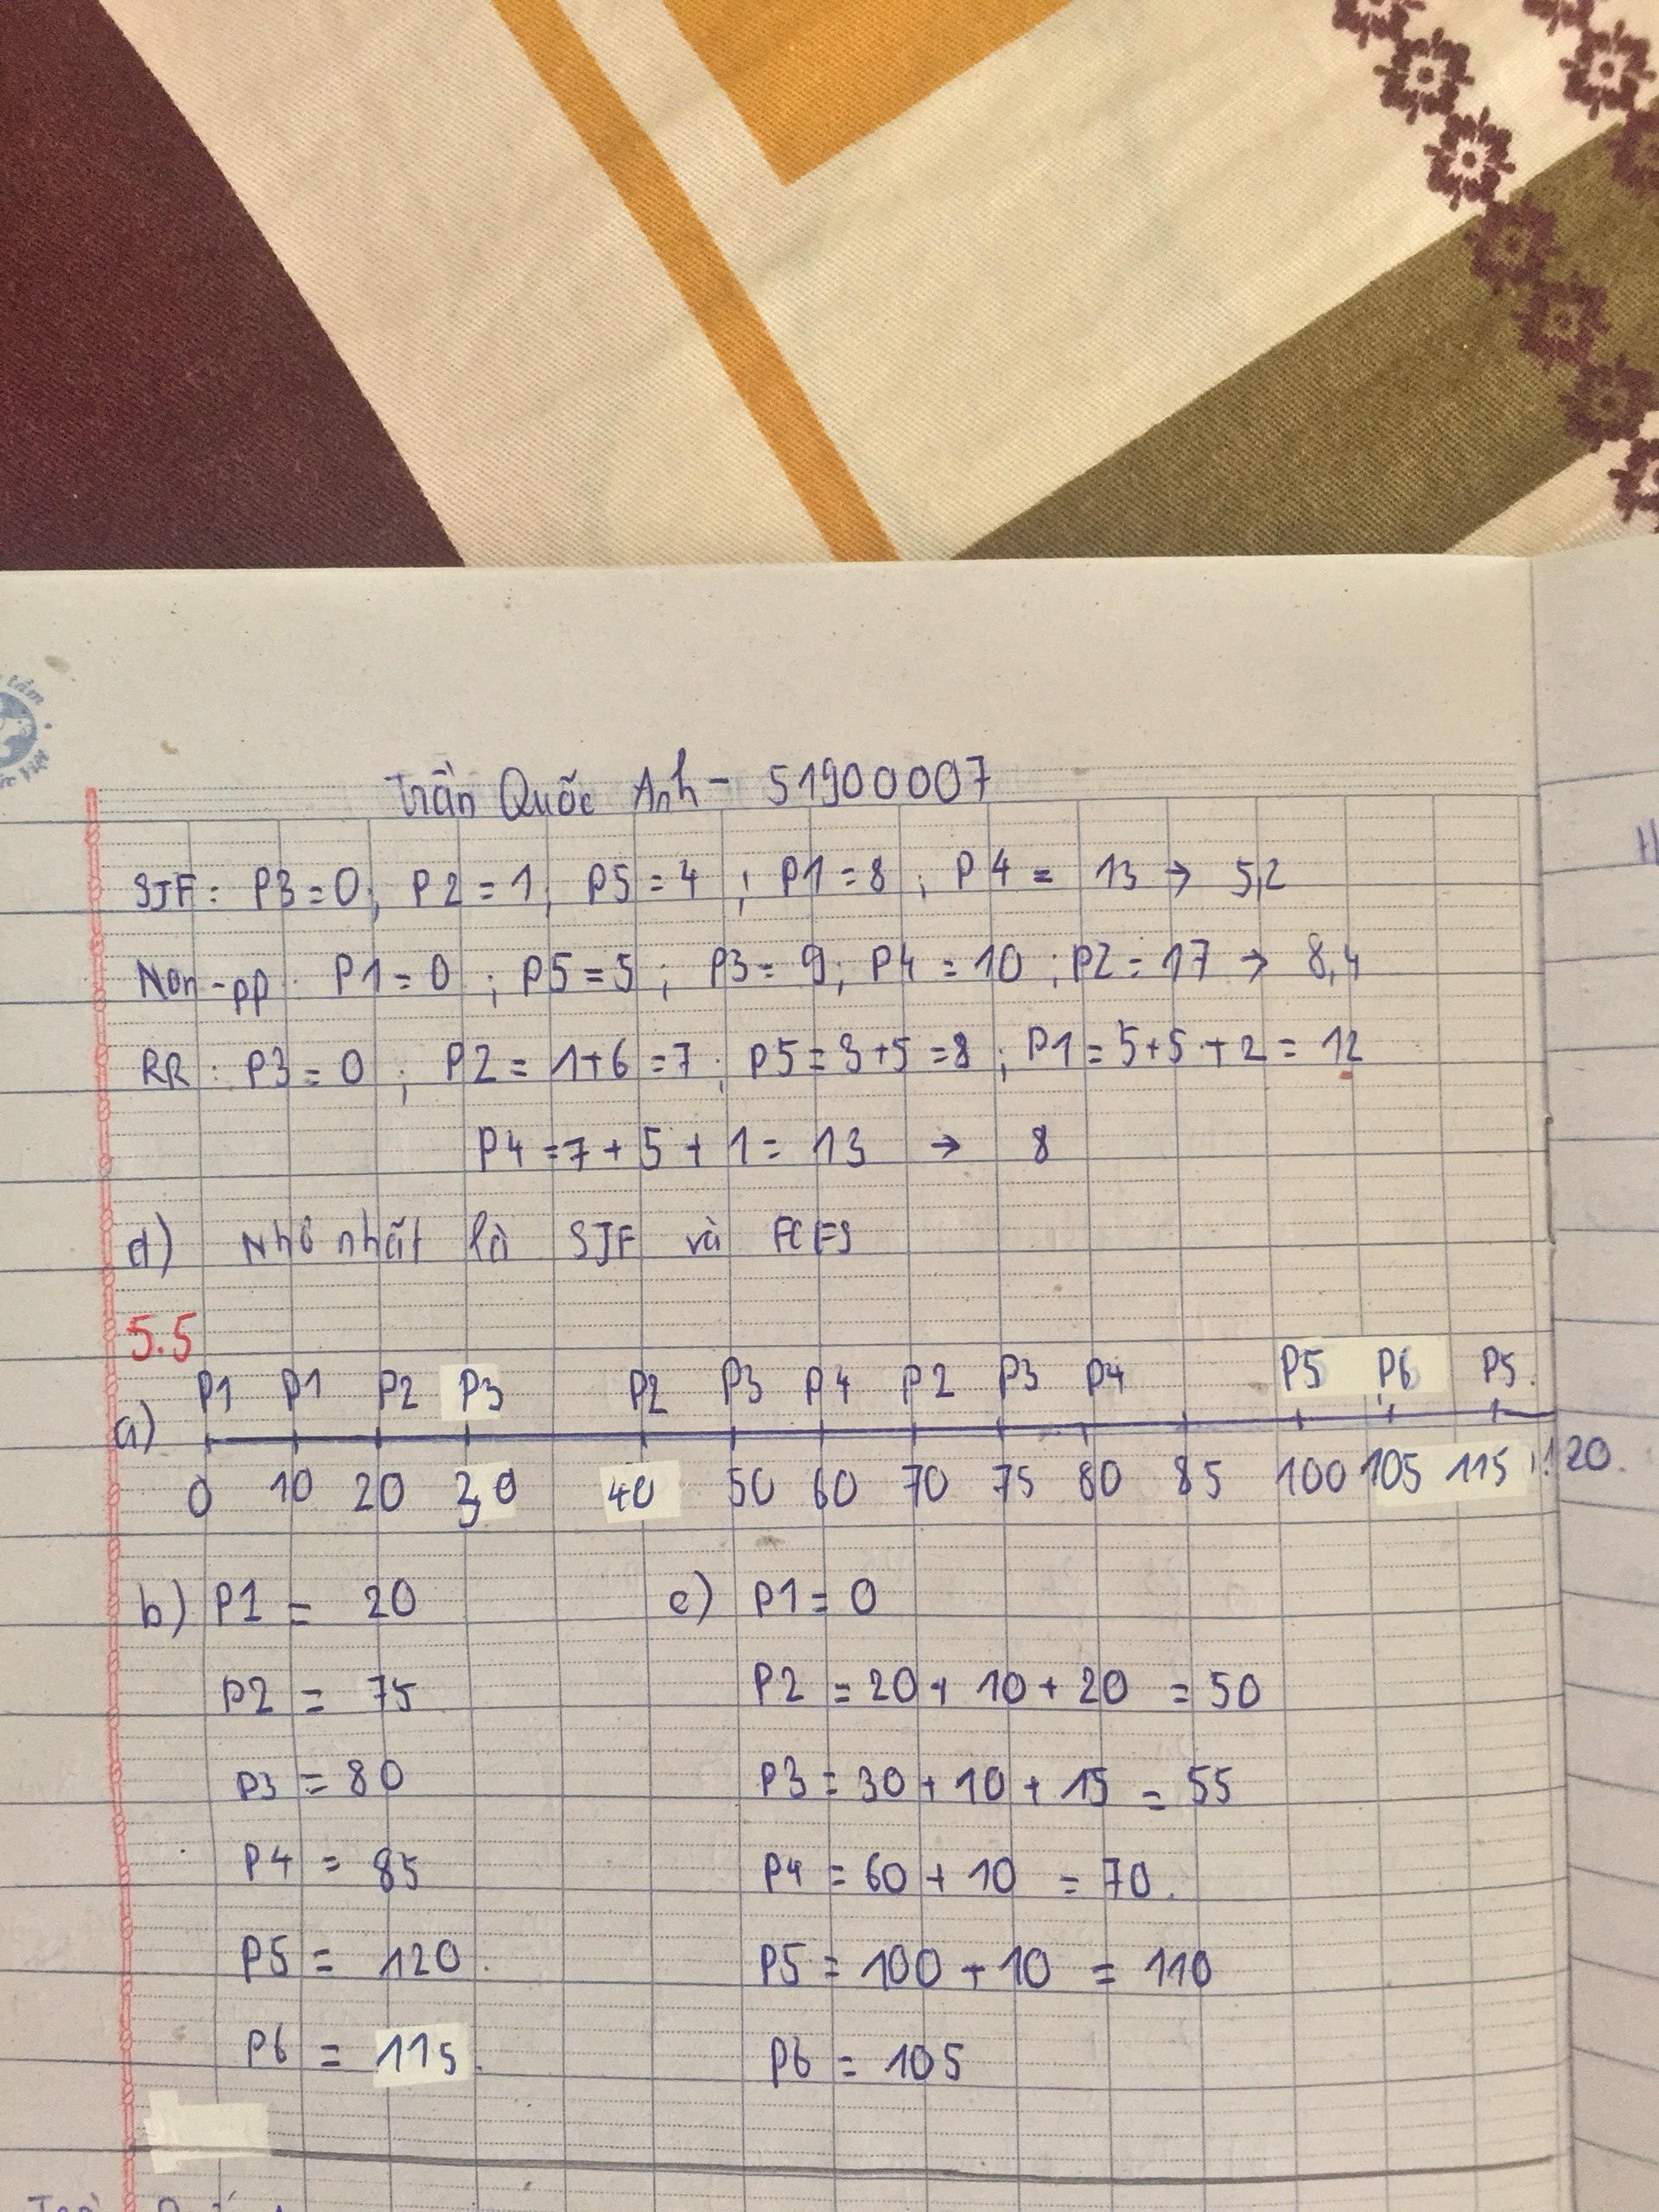 Trần Quốc Anh - 51900007
SJF: P3=0; P2=1; P5=4; P1=8; P4= 13 → 5,2
Non-pp: P1=0; P5=5; P3=9; P4=10; P2=17 → 8,4
RR: P3=0; P2=1+6=7; P5=3+5=8; P1=5+5+2=12
P4=7+5+1=13 → 8
d) Nhỏ nhất là SJF và FCFS
5.5
P1 P1 P2 P3 P2 P3 P4 P2 P3 P4 P5 P6 P5.
a)
0 10 20 30 40 50 60 70 75 80 85 100 105 115 120.
b) P1 = 20 c) P1=0
P2 = 75 P2 =20+10+20 =50
P3 =80 P3 =30+10+15 =55
P4 = 85 P4 =60+10 =70.
P5 = 120. P5 =100+10 =110
P6 = 115. P6 =105